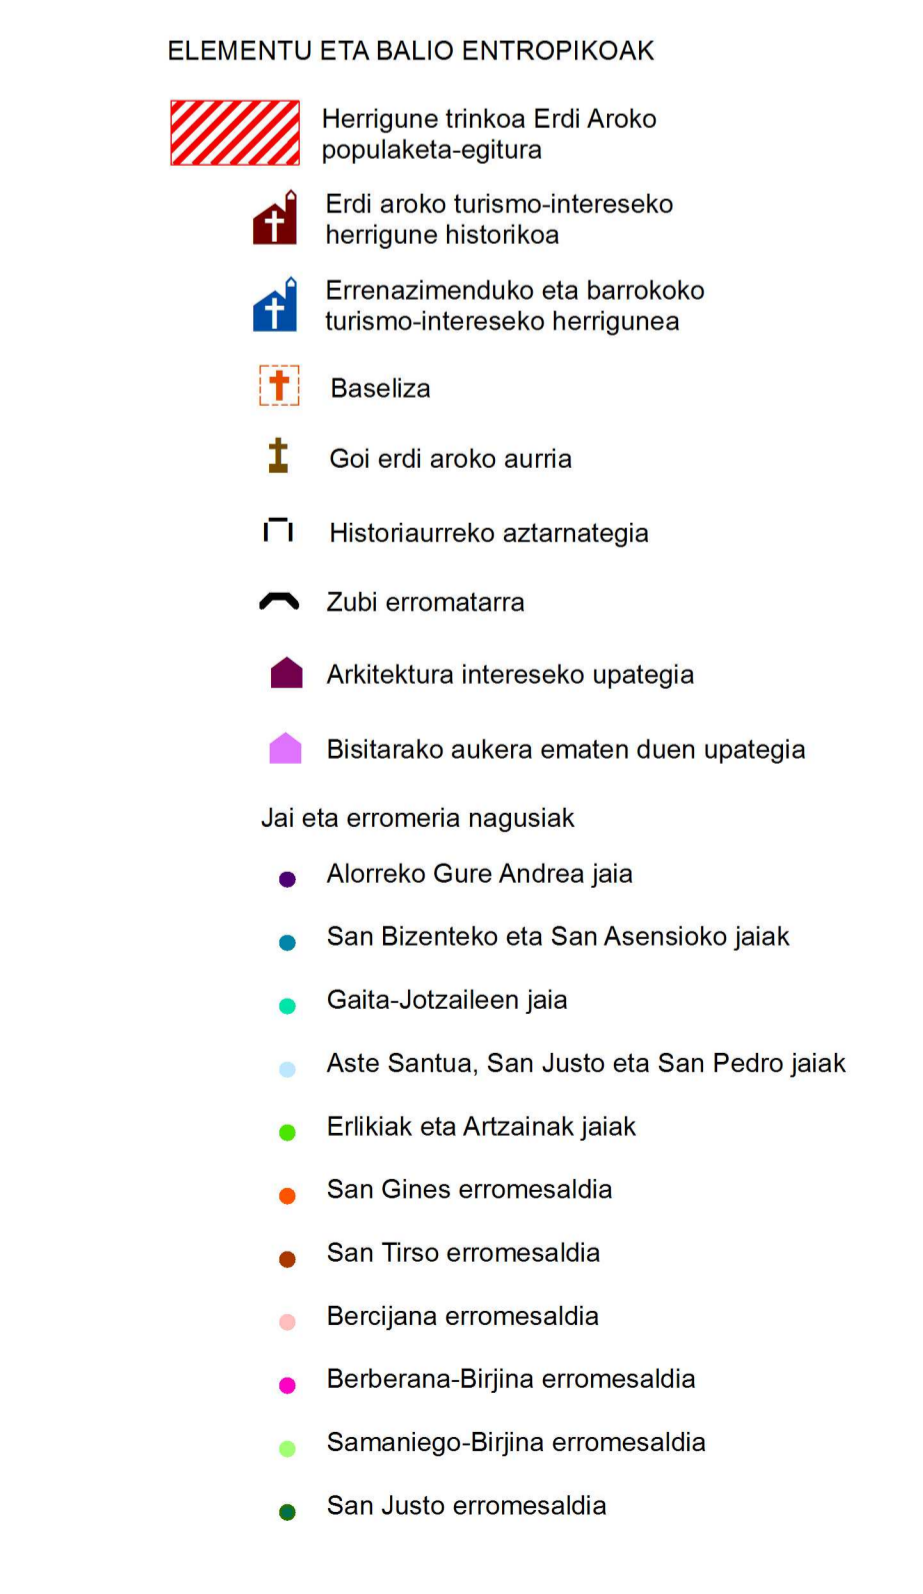 ELEMENTU ETA BALIO ENTROPIKOAK
Herrigune trinkoa Erdi Aroko
populaketa-egitura
Erdi aroko turismo-intereseko
herrigune historikoa
Errenazimenduko eta barrokoko
turismo-intereseko herrigunea
Baseliza
Goi erdi aroko aurria
Historiaurreko aztarnategia
Zubi erromatarra
Arkitektura intereseko upategia
Bisitarako aukera ematen duen upategia
Jai eta erromeria nagusiak
Alorreko Gure Andrea jaia
San Bizenteko eta San Asensioko jaiak
Gaita-Jotzaileen jaia
Aste Santua, San Justo eta San Pedro jaiak
Erlikiak eta Artzainak jaiak
San Gines erromesaldia
San Tirso erromesaldia
Bercijana erromesaldia
Berberana-Birjina erromesaldia
Samaniego-Birjina erromesaldia
San Justo erromesaldia